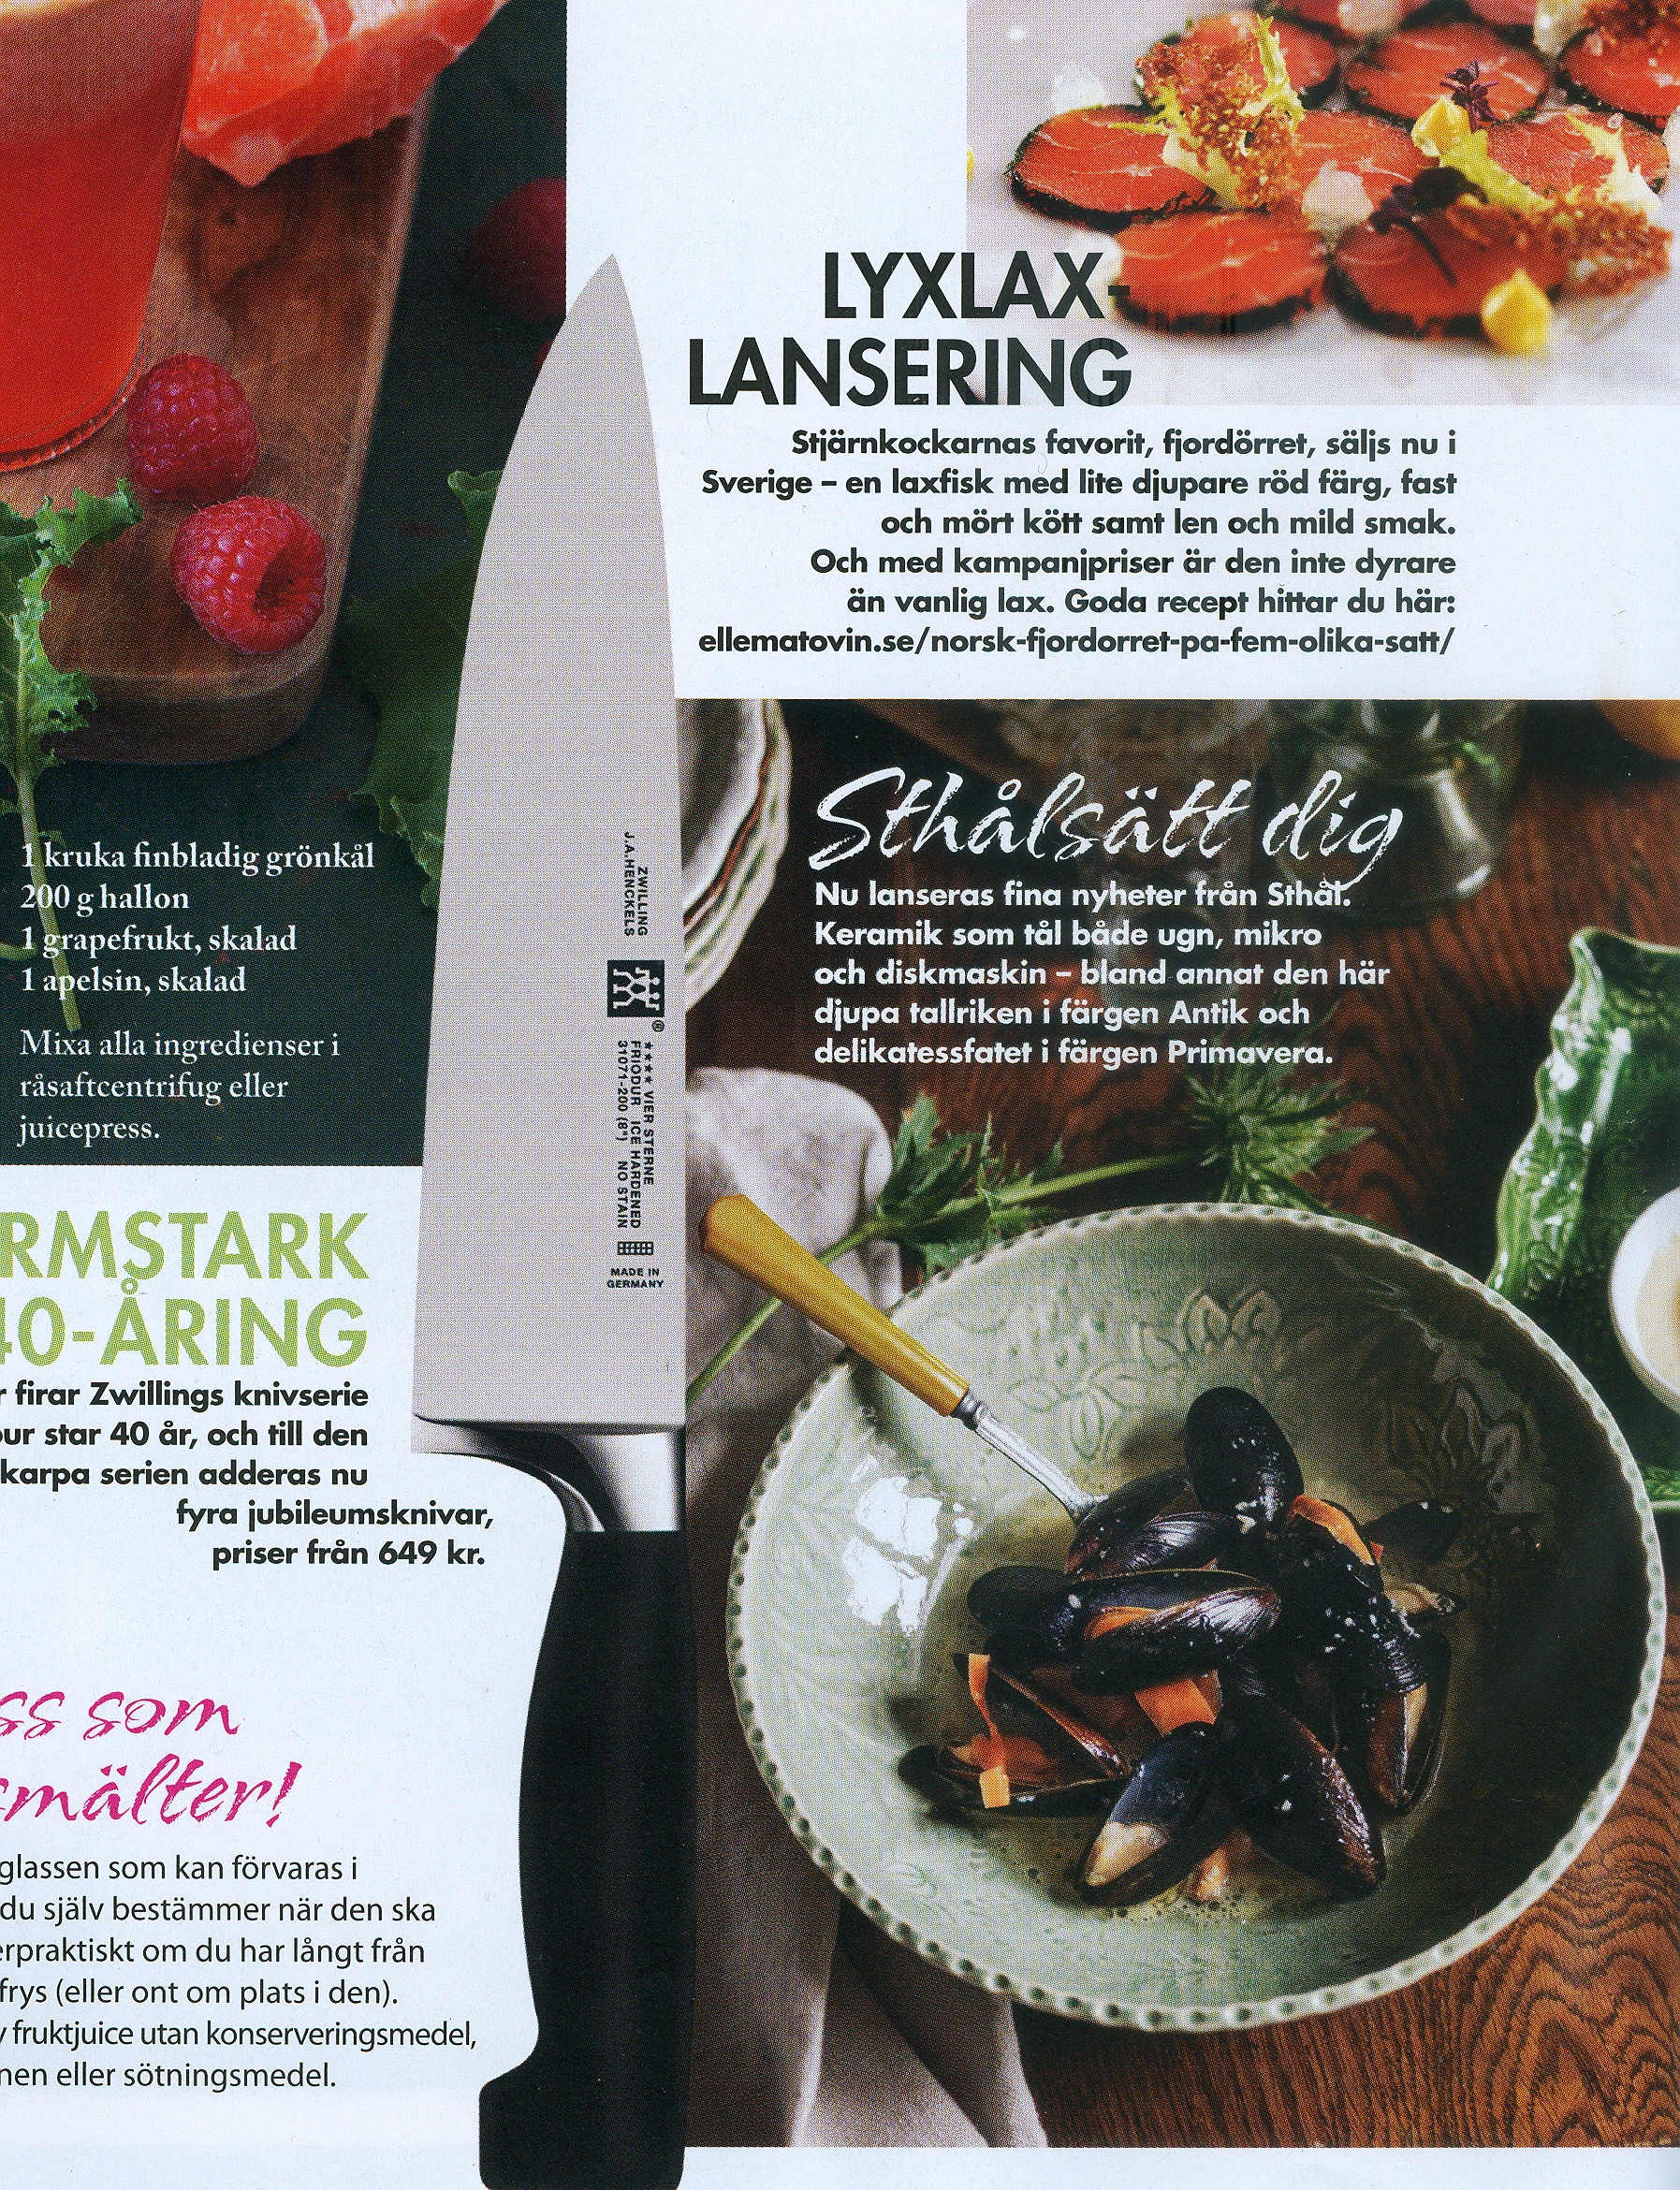 LYXLAX-
LANSERING
Stjärnkockarnas favorit, fjordörret, säljs nu i
Sverige – en laxfisk med lite djupare röd färg, fast
och mört kött samt len och mild smak.
Och med kampanjpriser är den inte dyrare
än vanlig lax. Goda recept hittar du här:
ellematovin.se/norsk-fjordorret-pa-fem-olika-satt/
Sthålsätt dig
Nu lanseras fina nyheter från Sthål.
Keramik som tål både ugn, mikro
och diskmaskin – bland annat den här
djupa tallriken i färgen Antik och
delikatessfatet i färgen Primavera.
1 kruka finbladig grönkål
200 g hallon
1 grapefrukt, skalad
1 apelsin, skalad
Mixa alla ingredienser i
råsaftcentrifug eller
juicepress.
ZWILLING
J.A.HENCKELS
®
**** VIER STERNE
FRIODUR ICE HARDENED
31071-200 (8") NO STAIN
MADE IN
GERMANY
RMSTARK
40-ÅRING
r firar Zwillings knivserie
our star 40 år, och till den
karpa serien adderas nu
fyra jubileumsknivar,
priser från 649 kr.
ss som
smälter!
glassen som kan förvaras i
du själv bestämmer när den ska
erpraktiskt om du har långt från
frys (eller ont om plats i den).
v fruktjuice utan konserveringsmedel,
nen eller sötningsmedel.